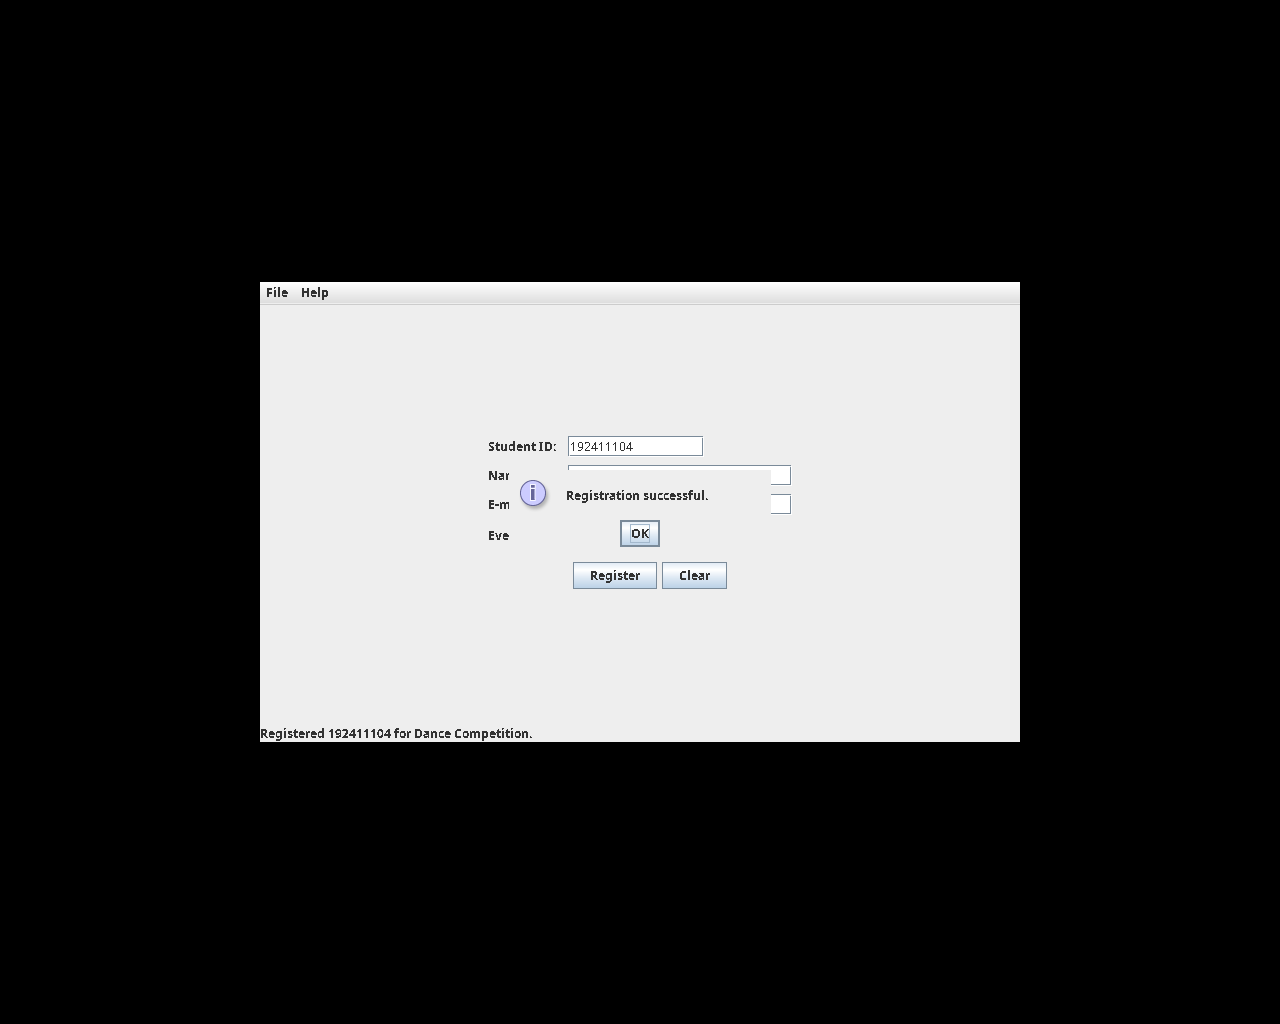 File Help
Student ID: 192411104
Nar
E-m
Registration successful.
Eve
OK
Register Clear
Registered 192411104 for Dance Competition.